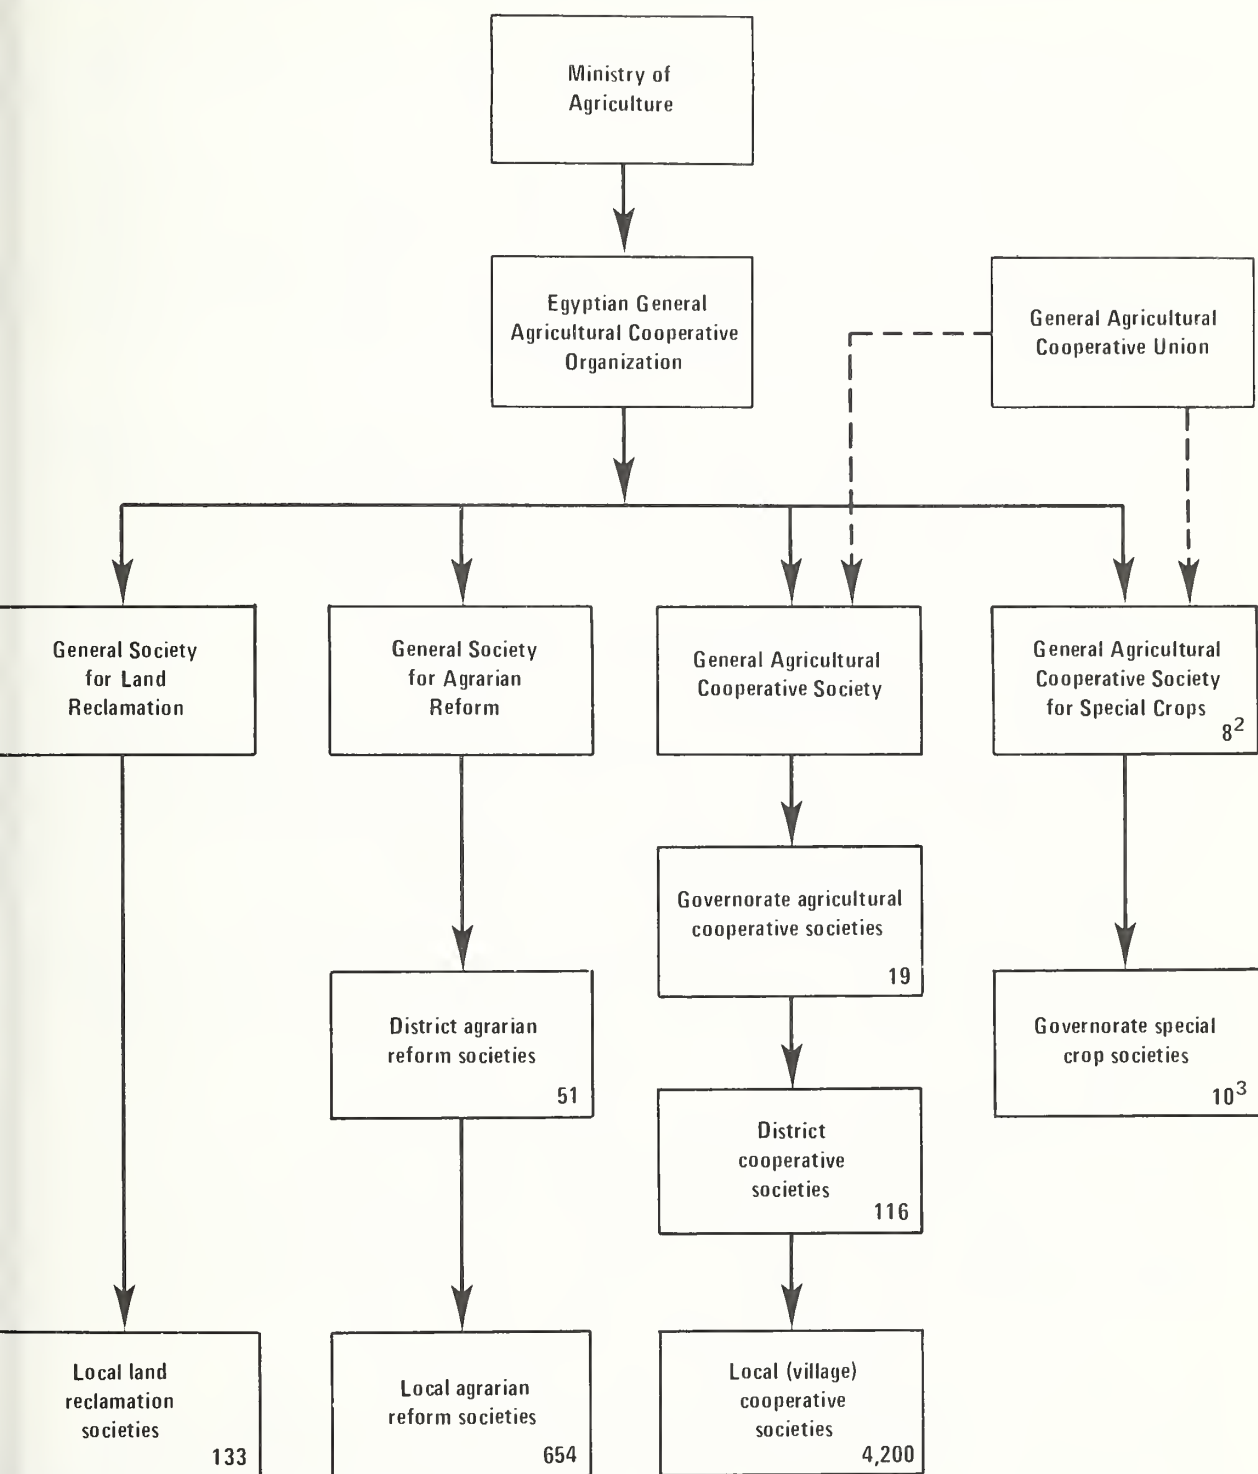 Ministry of
Agriculture
Egyptian General
Agricultural Cooperative
Organization
General Agricultural
Cooperative Union
General Society
for Land
Reclamation
General Society
for Agrarian
Reform
General Agricultural
Cooperative Society
General Agricultural
Cooperative Society
for Special Crops
8²
Governorate agricultural
cooperative societies
19
District agrarian
reform societies
51
Governorate special
crop societies
10³
District
cooperative
societies
116
Local land
reclamation
societies
133
Local agrarian
reform societies
654
Local (village)
cooperative
societies
4,200